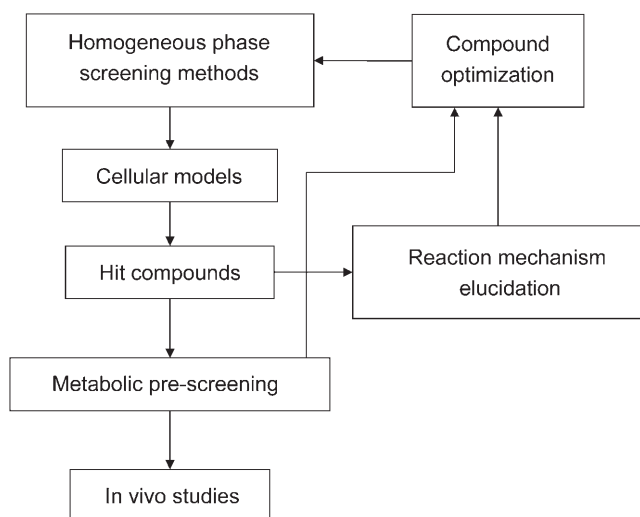 Homogeneous phase
screening methods
Compound
optimization
Cellular models
Hit compounds
Reaction mechanism
elucidation
Metabolic pre-screening
In vivo studies